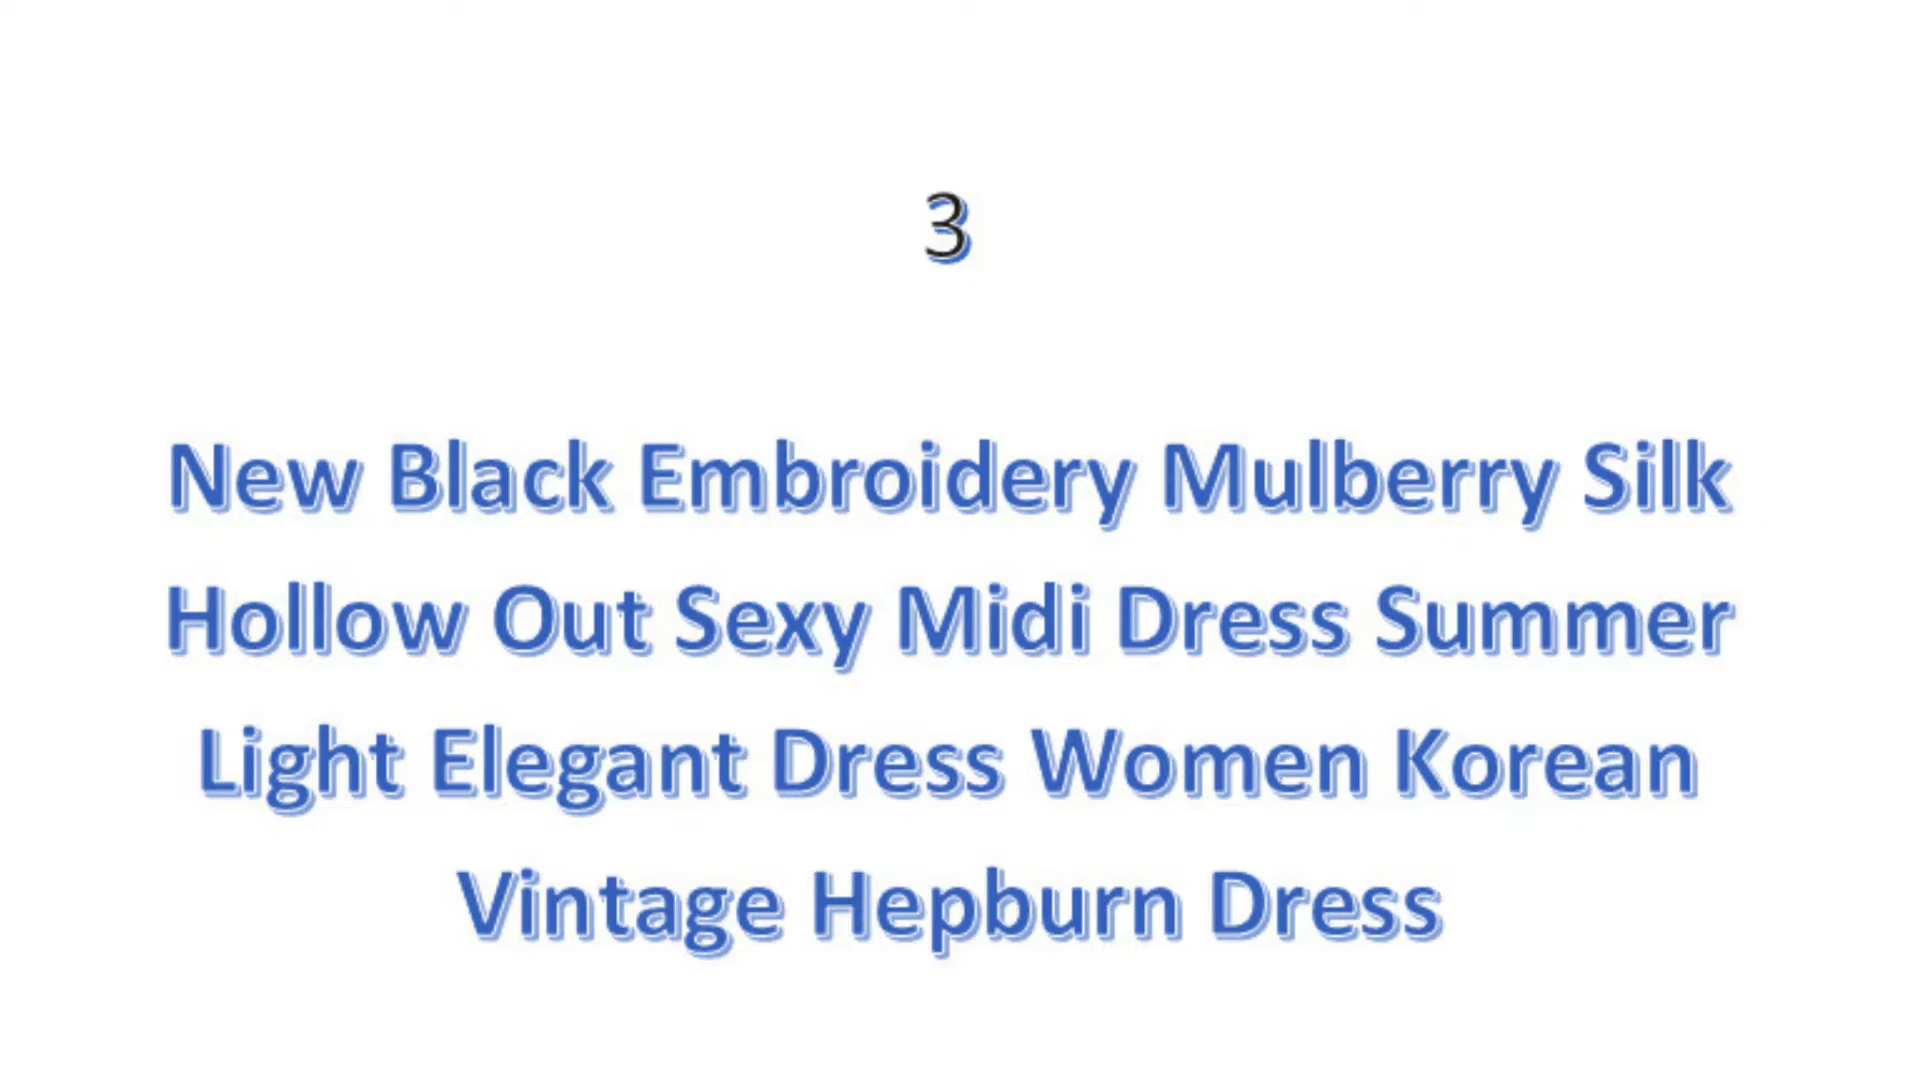 3
New Black Embroidery Mulberry Silk
Hollow Out Sexy Midi Dress Summer
Light Elegant Dress Women Korean
Vintage Hepburn Dress